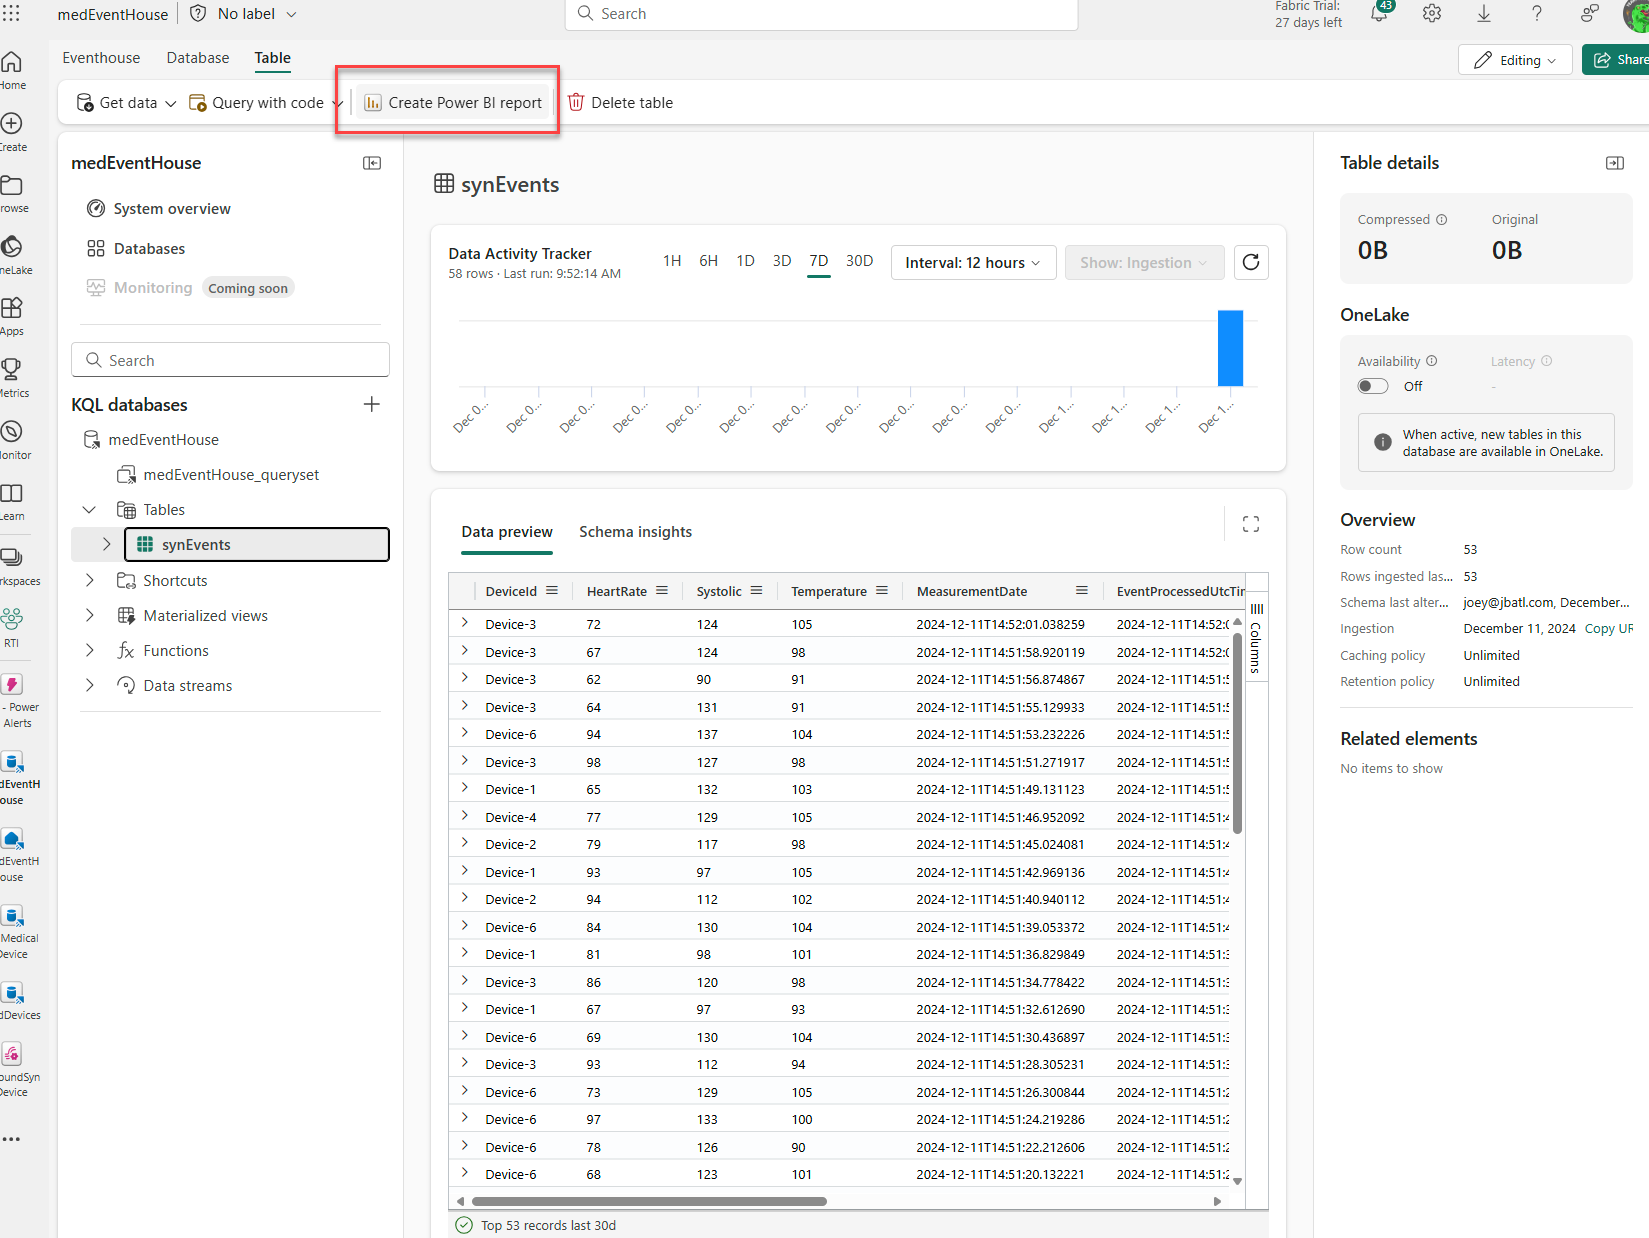 medEventHouse
No label
Search
Fabric Trial:
27 days left
43
Eventhouse Database Table
Editing
Share
Get data
Query with code
Create Power BI report
Delete table
Home
Create
Browse
OneLake
Apps
Metrics
Monitor
Learn
rkspaces
RTI
- Power
Alerts
dEventH
ouse
dEventH
ouse
Medical
Device
dDevices
oundSyn
Device
medEventHouse
System overview
Databases
Monitoring Coming soon
Search
KQL databases
medEventHouse
medEventHouse_queryset
Tables
synEvents
Shortcuts
Materialized views
fx Functions
Data streams
synEvents
Data Activity Tracker
58 rows · Last run: 9:52:14 AM
1H 6H 1D 3D 7D 30D
Interval: 12 hours
Show: Ingestion
Dec 0... Dec 0... Dec 0... Dec 0... Dec 0... Dec 0... Dec 0... Dec 0... Dec 0... Dec 0... Dec 0... Dec 1... Dec 1... Dec 1... Dec 1...
Data preview Schema insights
DeviceId HeartRate Systolic Temperature MeasurementDate EventProcessedUtcTin
Device-3 72 124 105 2024-12-11T14:52:01.038259 2024-12-11T14:52:0
Device-3 67 124 98 2024-12-11T14:51:58.920119 2024-12-11T14:52:0
Device-3 62 90 91 2024-12-11T14:51:56.874867 2024-12-11T14:51:5
Device-3 64 131 91 2024-12-11T14:51:55.129933 2024-12-11T14:51:5
Device-6 94 137 104 2024-12-11T14:51:53.232226 2024-12-11T14:51:5
Device-3 98 127 98 2024-12-11T14:51:51.271917 2024-12-11T14:51:5
Device-1 65 132 103 2024-12-11T14:51:49.131123 2024-12-11T14:51:5
Device-4 77 129 105 2024-12-11T14:51:46.952092 2024-12-11T14:51:4
Device-2 79 117 98 2024-12-11T14:51:45.024081 2024-12-11T14:51:4
Device-1 93 97 105 2024-12-11T14:51:42.969136 2024-12-11T14:51:4
Device-2 94 112 102 2024-12-11T14:51:40.940112 2024-12-11T14:51:4
Device-6 84 130 104 2024-12-11T14:51:39.053372 2024-12-11T14:51:4
Device-1 81 98 101 2024-12-11T14:51:36.829849 2024-12-11T14:51:3
Device-3 86 120 98 2024-12-11T14:51:34.778422 2024-12-11T14:51:3
Device-1 67 97 93 2024-12-11T14:51:32.612690 2024-12-11T14:51:3
Device-6 69 130 104 2024-12-11T14:51:30.436897 2024-12-11T14:51:3
Device-3 93 112 94 2024-12-11T14:51:28.305231 2024-12-11T14:51:3
Device-6 73 129 105 2024-12-11T14:51:26.300844 2024-12-11T14:51:2
Device-6 97 133 100 2024-12-11T14:51:24.219286 2024-12-11T14:51:2
Device-6 78 126 90 2024-12-11T14:51:22.212606 2024-12-11T14:51:2
Device-6 68 123 101 2024-12-11T14:51:20.132221 2024-12-11T14:51:2
Columns
Top 53 records last 30d
Table details
Compressed Original
0B 0B
OneLake
Availability Latency
Off -
When active, new tables in this
database are available in OneLake.
Overview
Row count 53
Rows ingested las... 53
Schema last alter... joey@jbatl.com, December...
Ingestion December 11, 2024 Copy UR
Caching policy Unlimited
Retention policy Unlimited
Related elements
No items to show